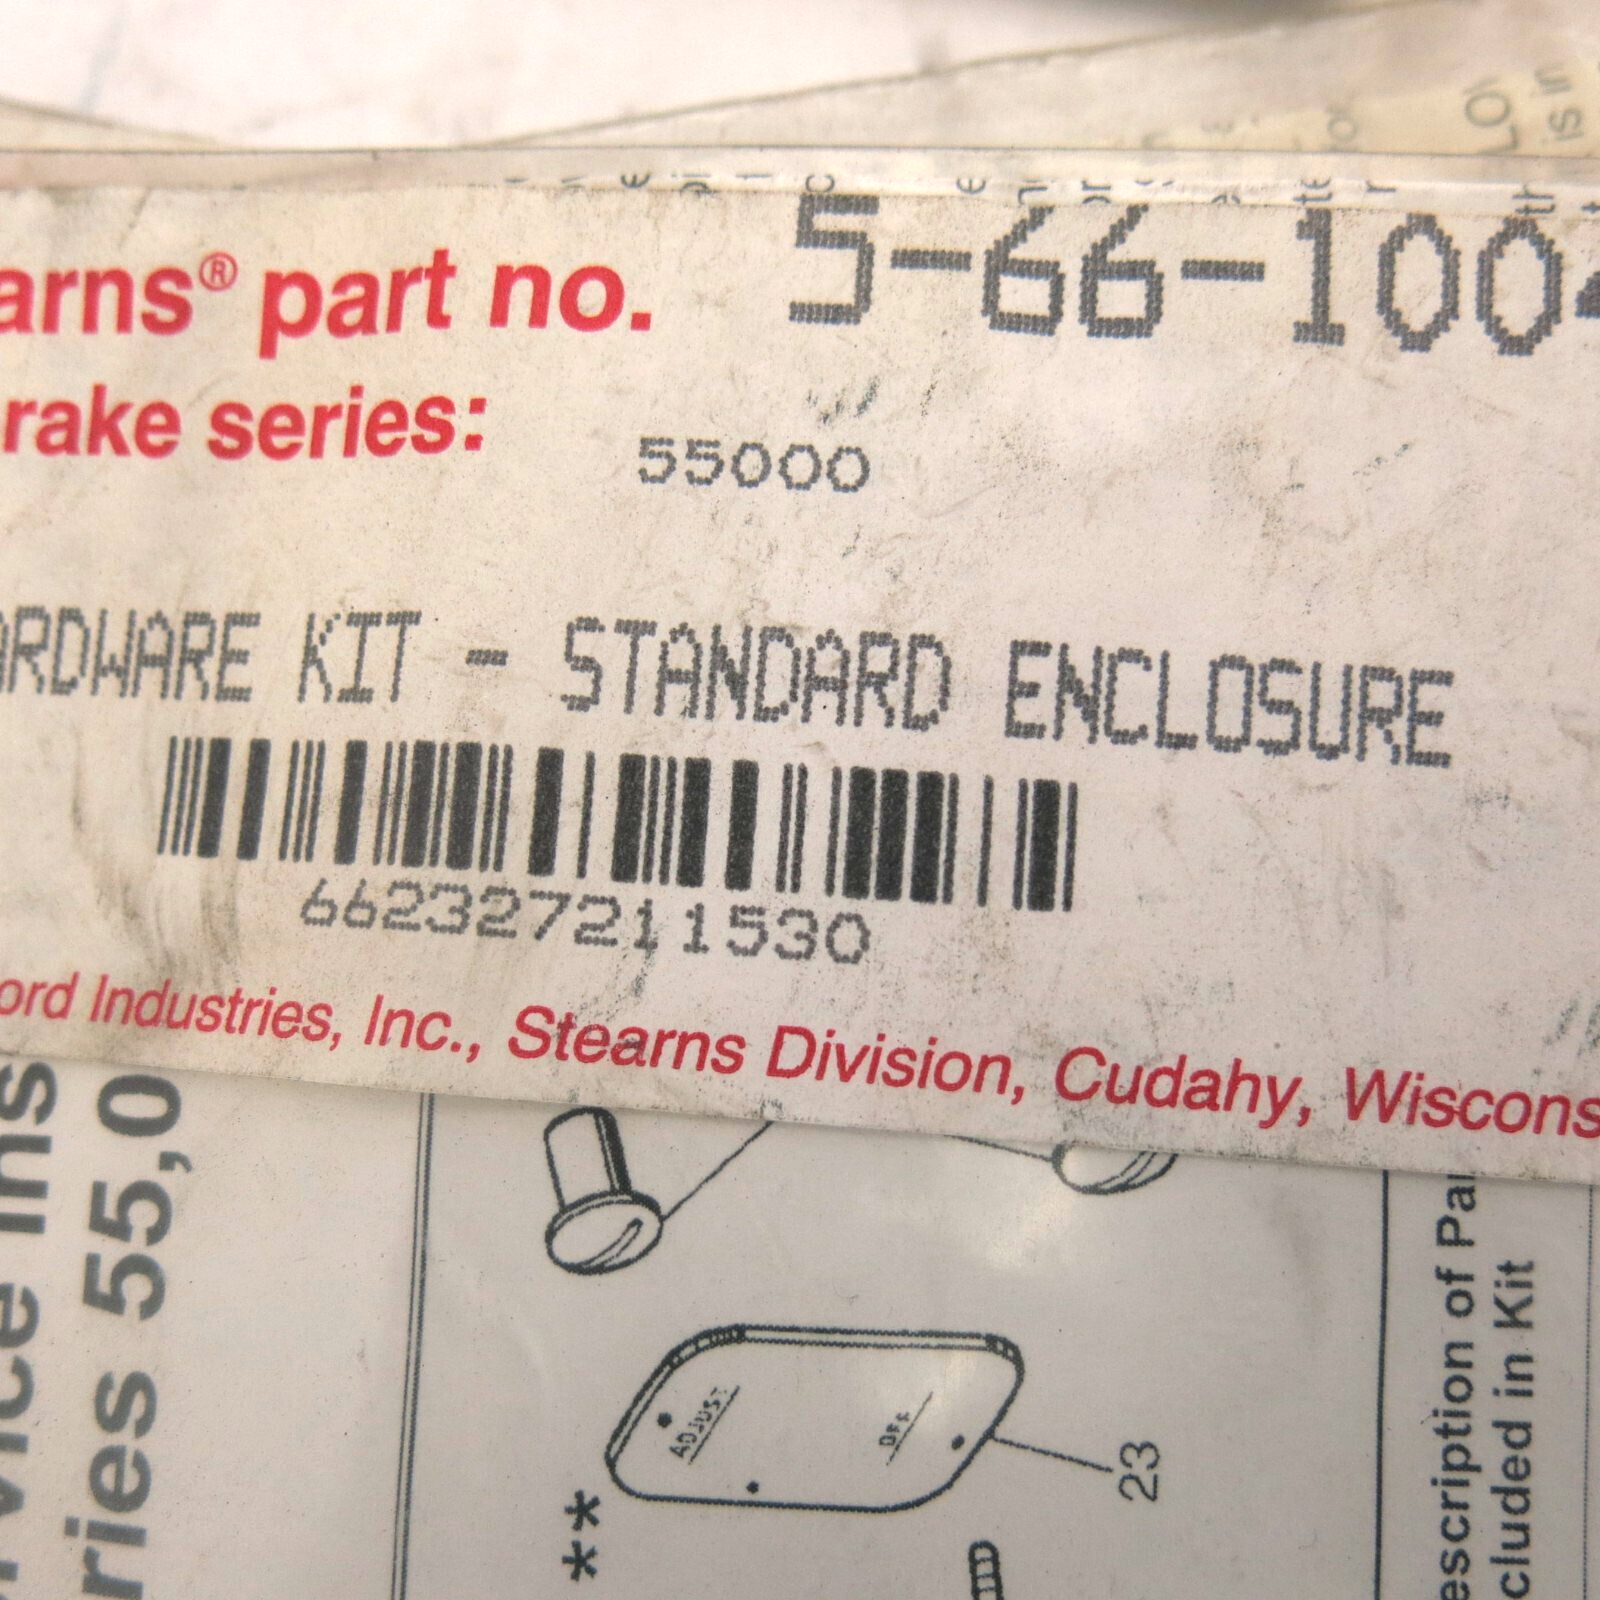 arns® part no. 5-66-100
rake series: 55000
ARDWARE KIT - STANDARD ENCLOSURE
662327211530
ord Industries, Inc., Stearns Division, Cudahy, Wiscons
vice Ins
ries 55,0
ADJUST
OFF
23
**
escription of Pa
cluded in Kit